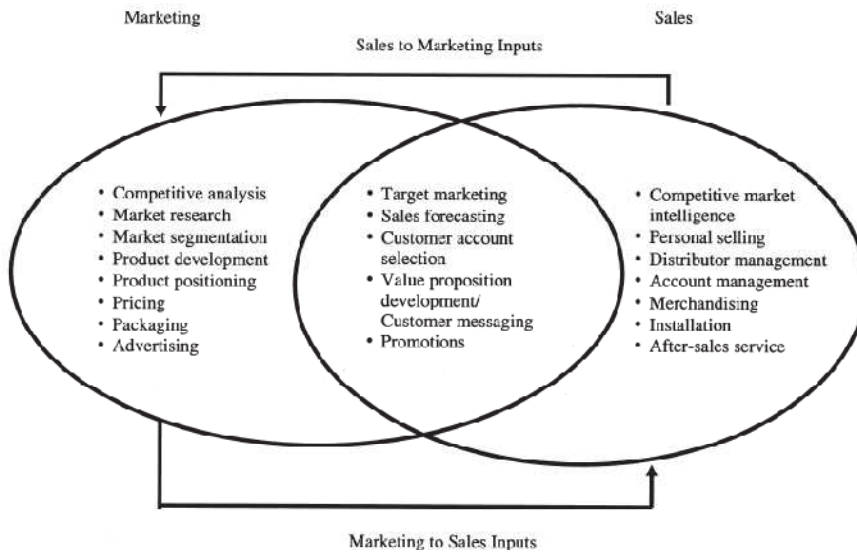 Marketing
Sales
Sales to Marketing Inputs
• Competitive analysis
• Market research
• Market segmentation
• Product development
• Product positioning
• Pricing
• Packaging
• Advertising
• Target marketing
• Sales forecasting
• Customer account
selection
• Value proposition
development/
Customer messaging
• Promotions
• Competitive market
intelligence
• Personal selling
• Distributor management
• Account management
• Merchandising
• Installation
• After-sales service
Marketing to Sales Inputs